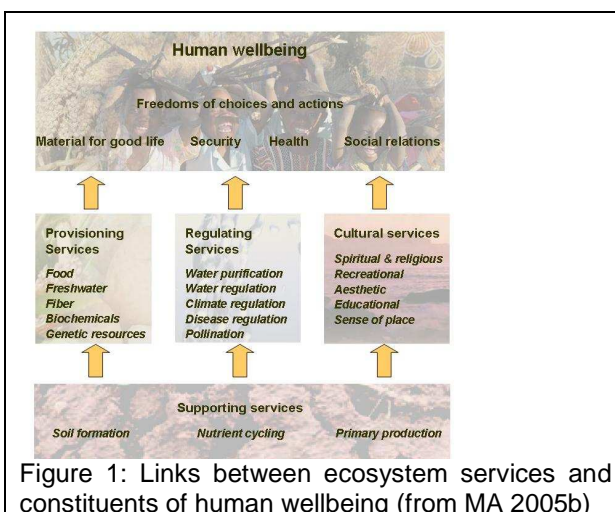 Human wellbeing
Freedoms of choices and actions
Material for good life Security Health Social relations
Provisioning
Services
Food
Freshwater
Fiber
Biochemicals
Genetic resources
Regulating
Services
Water purification
Water regulation
Climate regulation
Disease regulation
Pollination
Cultural services
Spiritual & religious
Recreational
Aesthetic
Educational
Sense of place
Supporting services
Soil formation Nutrient cycling Primary production
Figure 1: Links between ecosystem services and
constituents of human wellbeing (from MA 2005b)